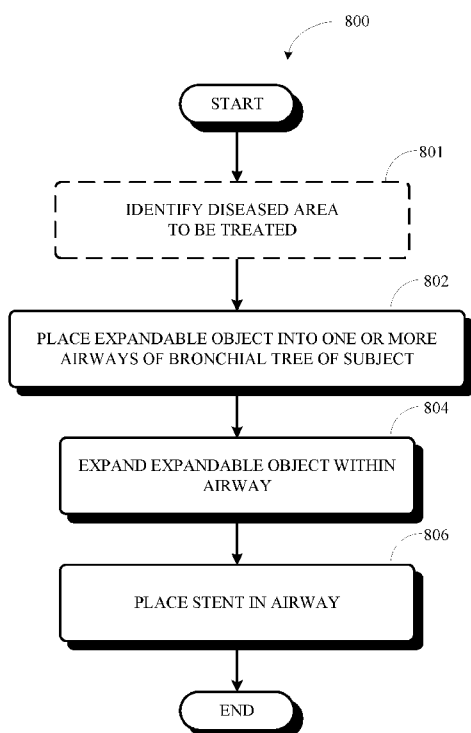 800
START
801
IDENTIFY DISEASED AREA
TO BE TREATED
802
PLACE EXPANDABLE OBJECT INTO ONE OR MORE
AIRWAYS OF BRONCHIAL TREE OF SUBJECT
804
EXPAND EXPANDABLE OBJECT WITHIN
AIRWAY
806
PLACE STENT IN AIRWAY
END